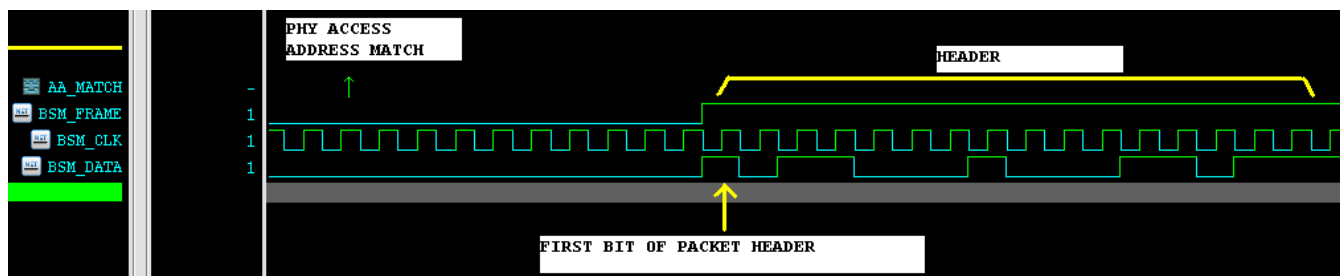 PHY ACCESS
ADDRESS MATCH
HEADER
AA_MATCH -
BSM_FRAME 1
BSM_CLK 1
BSM_DATA 1
FIRST BIT OF PACKET HEADER